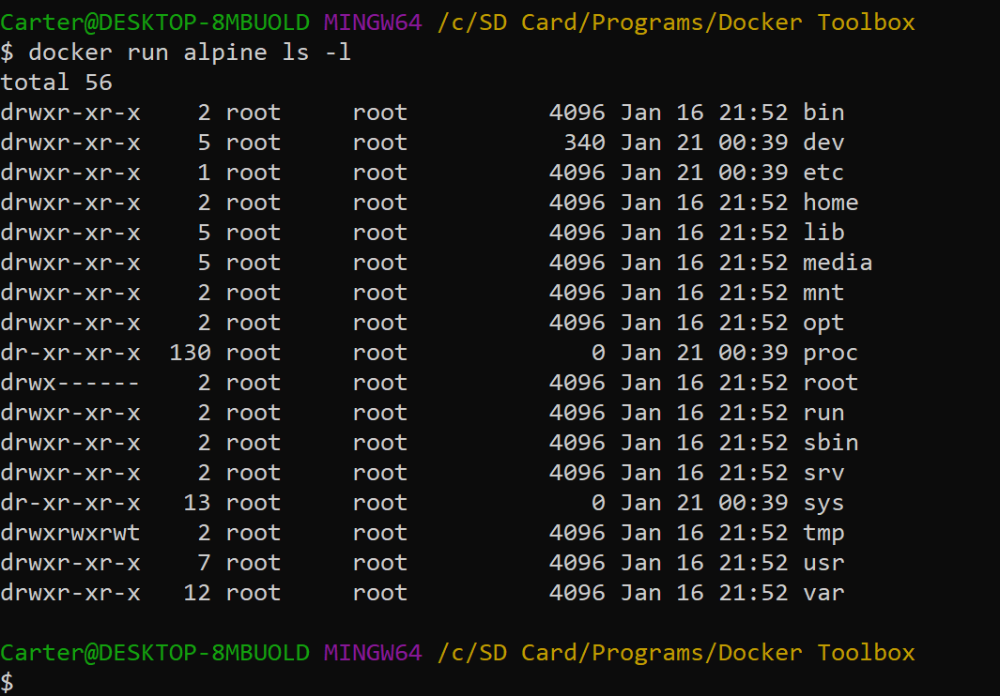 Carter@DESKTOP-8MBUOLD MINGW64 /c/SD Card/Programs/Docker Toolbox
$ docker run alpine ls -l
total 56
drwxr-xr-x    2 root     root          4096 Jan 16 21:52 bin
drwxr-xr-x    5 root     root           340 Jan 21 00:39 dev
drwxr-xr-x    1 root     root          4096 Jan 21 00:39 etc
drwxr-xr-x    2 root     root          4096 Jan 16 21:52 home
drwxr-xr-x    5 root     root          4096 Jan 16 21:52 lib
drwxr-xr-x    5 root     root          4096 Jan 16 21:52 media
drwxr-xr-x    2 root     root          4096 Jan 16 21:52 mnt
drwxr-xr-x    2 root     root          4096 Jan 16 21:52 opt
dr-xr-xr-x  130 root     root             0 Jan 21 00:39 proc
drwx------    2 root     root          4096 Jan 16 21:52 root
drwxr-xr-x    2 root     root          4096 Jan 16 21:52 run
drwxr-xr-x    2 root     root          4096 Jan 16 21:52 sbin
drwxr-xr-x    2 root     root          4096 Jan 16 21:52 srv
dr-xr-xr-x   13 root     root             0 Jan 21 00:39 sys
drwxrwxrwt    2 root     root          4096 Jan 16 21:52 tmp
drwxr-xr-x    7 root     root          4096 Jan 16 21:52 usr
drwxr-xr-x   12 root     root          4096 Jan 16 21:52 var
Carter@DESKTOP-8MBUOLD MINGW64 /c/SD Card/Programs/Docker Toolbox
$